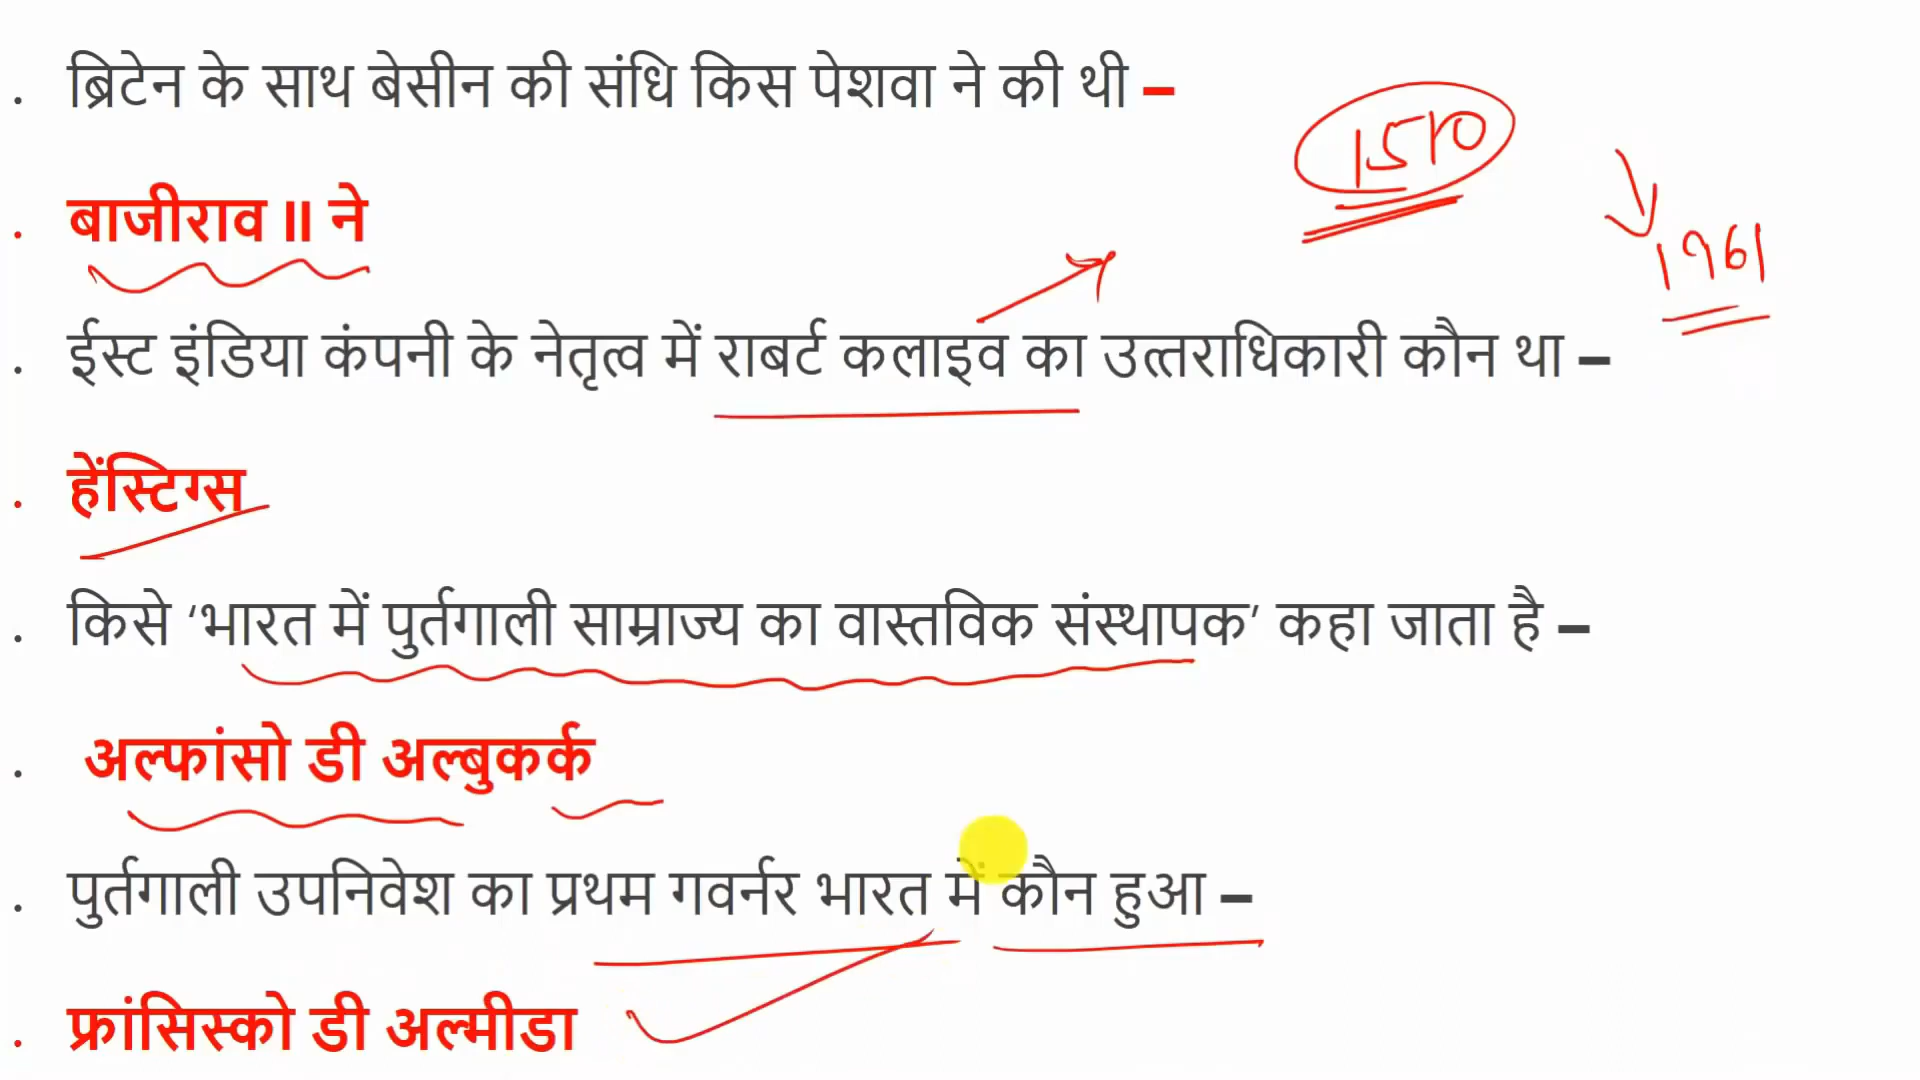 . ब्रिटेन के साथ बेसीन की संधि किस पेशवा ने की थी –
1510
. बाजीराव II ने
1961
. ईस्ट इंडिया कंपनी के नेतृत्व में राबर्ट कलाइव का उत्तराधिकारी कौन था –
. हेंस्टिग्स
. किसे ‘भारत में पुर्तगाली साम्राज्य का वास्तविक संस्थापक’ कहा जाता है –
. अल्फांसो डी अल्बुकर्क
. पुर्तगाली उपनिवेश का प्रथम गवर्नर भारत में कौन हुआ –
. फ्रांसिस्को डी अल्मीडा